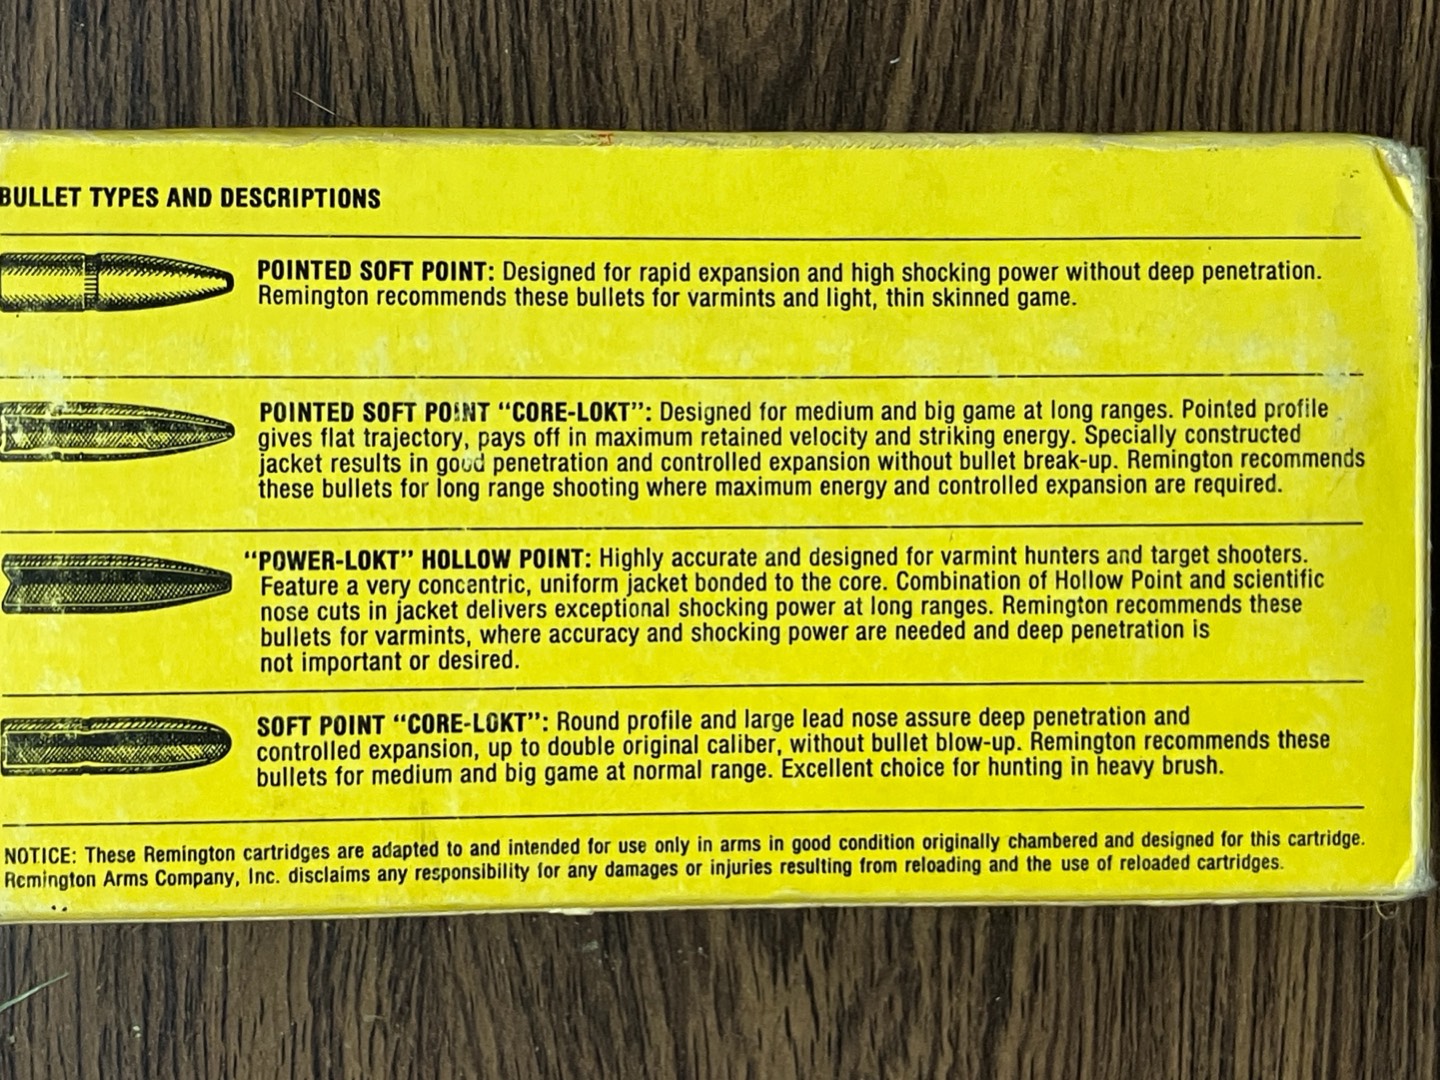 BULLET TYPES AND DESCRIPTIONS
POINTED SOFT POINT: Designed for rapid expansion and high shocking power without deep penetration.
Remington recommends these bullets for varmints and light, thin skinned game.
POINTED SOFT POINT “CORE-LOKT”: Designed for medium and big game at long ranges. Pointed profile
gives flat trajectory, pays off in maximum retained velocity and striking energy. Specially constructed
jacket results in good penetration and controlled expansion without bullet break-up. Remington recommends
these bullets for long range shooting where maximum energy and controlled expansion are required.
“POWER-LOKT” HOLLOW POINT: Highly accurate and designed for varmint hunters and target shooters.
Feature a very concentric, uniform jacket bonded to the core. Combination of Hollow Point and scientific
nose cuts in jacket delivers exceptional shocking power at long ranges. Remington recommends these
bullets for varmints, where accuracy and shocking power are needed and deep penetration is
not important or desired.
SOFT POINT “CORE-LOKT”: Round profile and large lead nose assure deep penetration and
controlled expansion, up to double original caliber, without bullet blow-up. Remington recommends these
bullets for medium and big game at normal range. Excellent choice for hunting in heavy brush.
NOTICE: These Remington cartridges are adapted to and intended for use only in arms in good condition originally chambered and designed for this cartridge.
Remington Arms Company, Inc. disclaims any responsibility for any damages or injuries resulting from reloading and the use of reloaded cartridges.